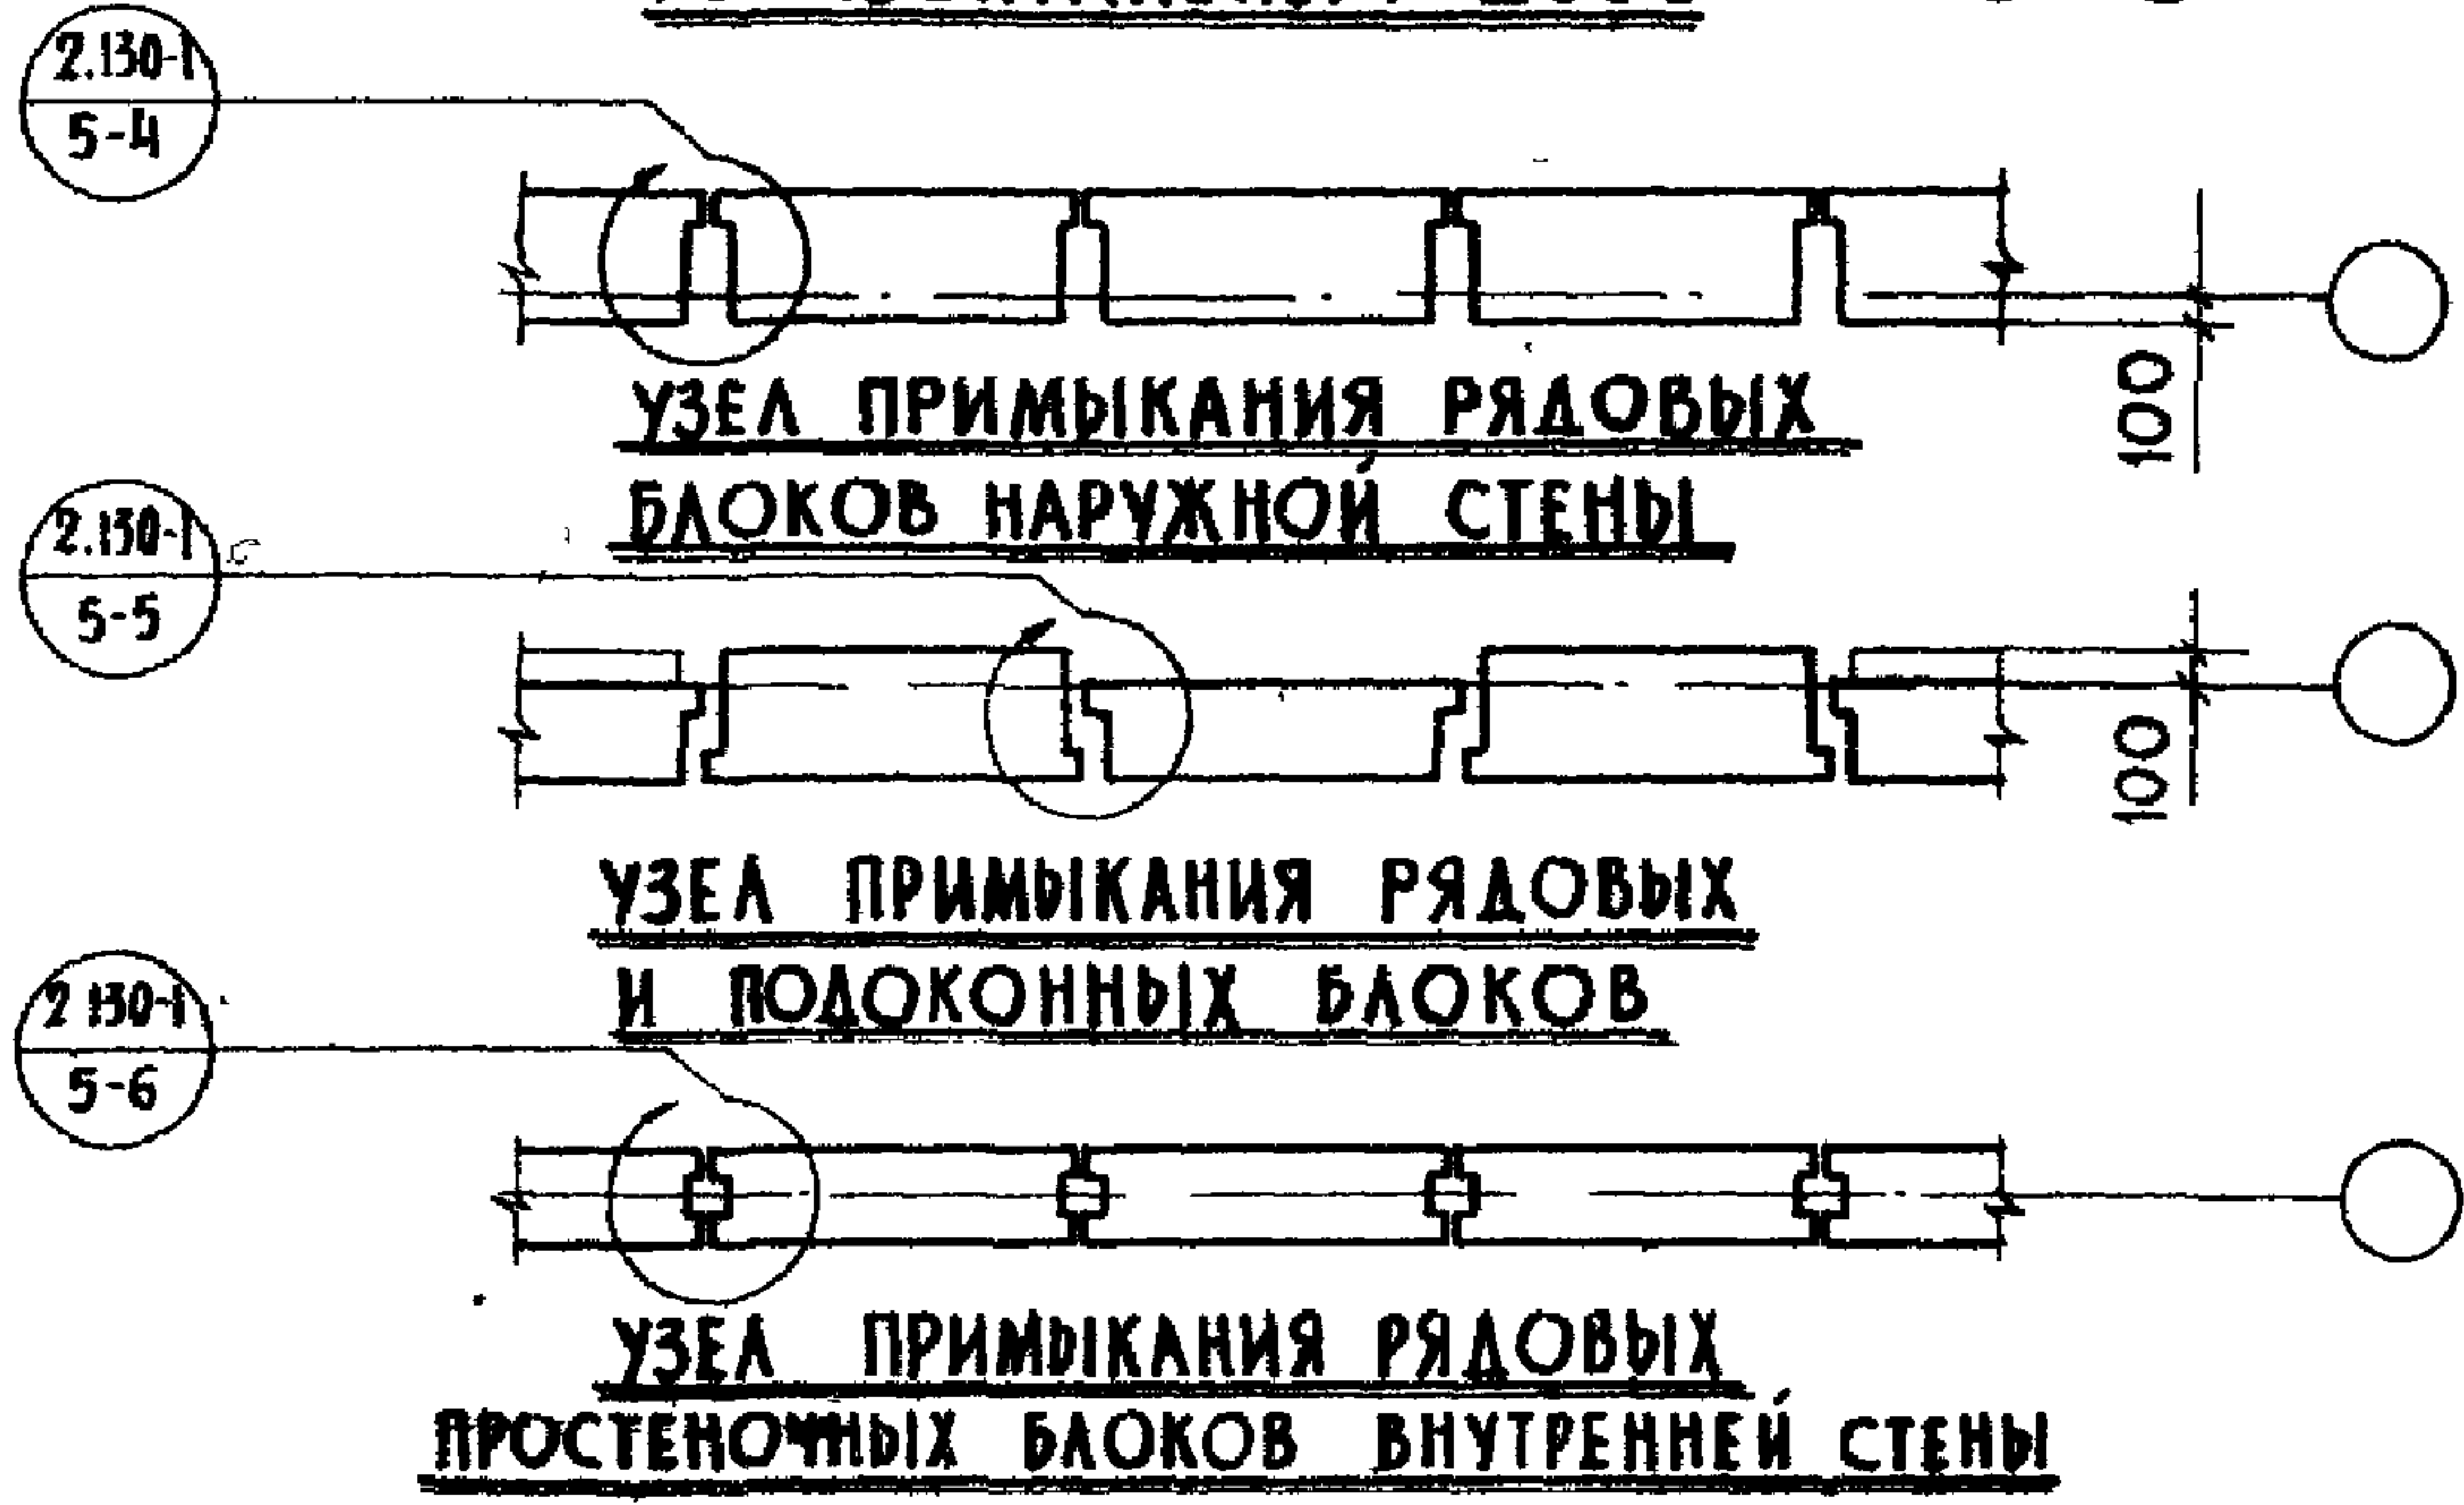 2.130-1
5-4
100
УЗЕЛ ПРИМЫКАНИЯ РЯДОВЫХ
БЛОКОВ НАРУЖНОЙ СТЕНЫ
2.130-1
5-5
100
УЗЕЛ ПРИМЫКАНИЯ РЯДОВЫХ
И ПОДОКОННЫХ БЛОКОВ
2.130-1
5-6
УЗЕЛ ПРИМЫКАНИЯ РЯДОВЫХ
ПРОСТЕНОЧНЫХ БЛОКОВ ВНУТРЕННЕЙ СТЕНЫ